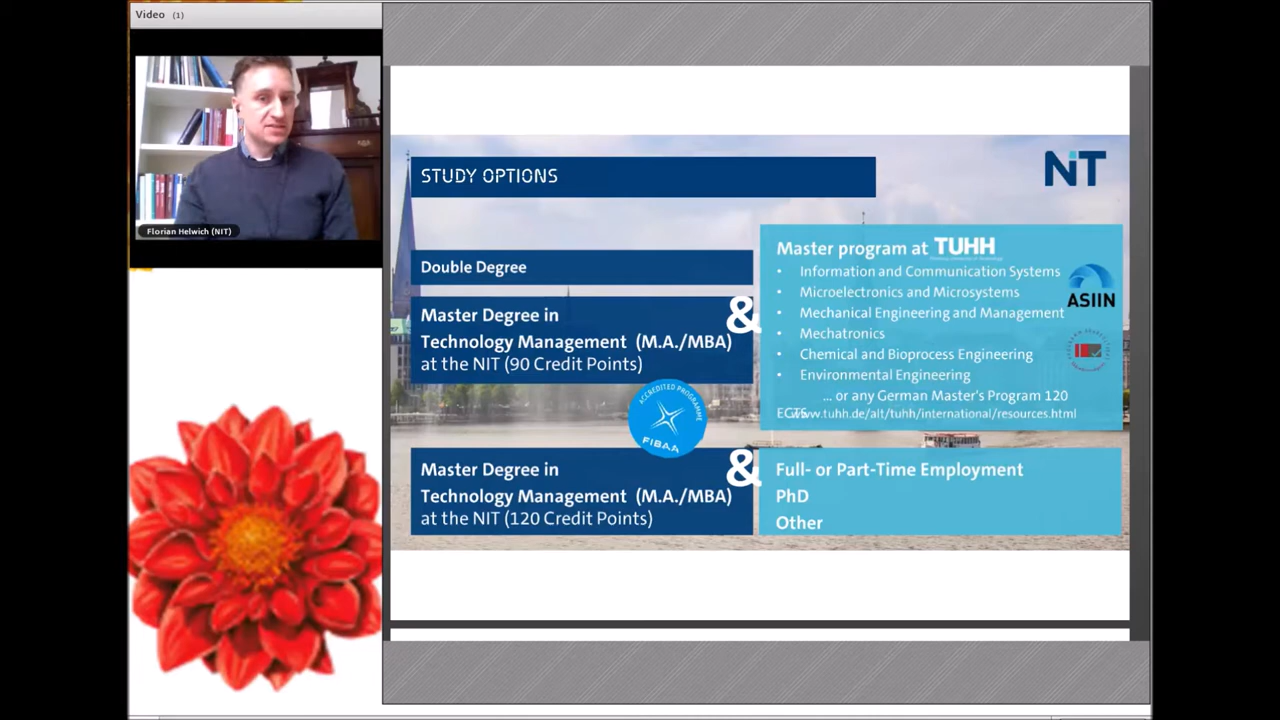 Video (1)
Florian Helwich (NIT)
STUDY OPTIONS
NIT
Double Degree
Master Degree in
Technology Management (M.A./MBA)
at the NIT (90 Credit Points)
&
Master program at TUHH
• Information and Communication Systems
• Microelectronics and Microsystems
• Mechanical Engineering and Management
• Mechatronics
• Chemical and Bioprocess Engineering
• Environmental Engineering
... or any German Master's Program 120
ECTS
www.tuhh.de/alt/tuhh/international/resources.html
ASIIN
ACCREDITED PROGRAMME
FIBAA
Master Degree in
Technology Management (M.A./MBA)
at the NIT (120 Credit Points)
&
Full- or Part-Time Employment
PhD
Other